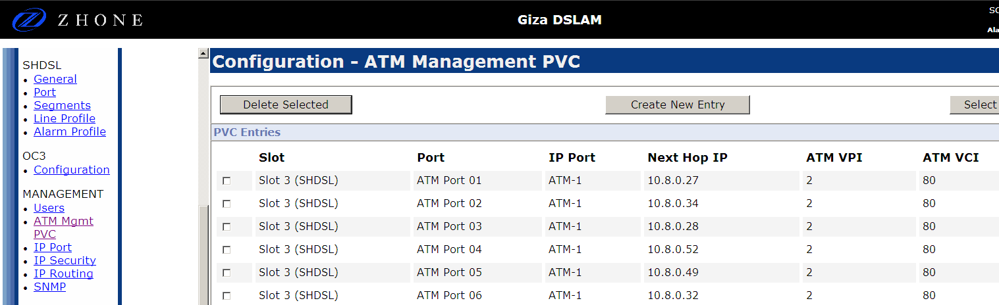 ZHONE
Giza DSLAM
SHDSL
General
Port
Segments
Line Profile
Alarm Profile
OC3
Configuration
MANAGEMENT
Users
ATM Mgmt
PVC
IP Port
IP Security
IP Routing
SNMP
Configuration - ATM Management PVC
Delete Selected Create New Entry Select
PVC Entries
Slot Port IP Port Next Hop IP ATM VPI ATM VCI
Slot 3 (SHDSL) ATM Port 01 ATM-1 10.8.0.27 2 80
Slot 3 (SHDSL) ATM Port 02 ATM-1 10.8.0.34 2 80
Slot 3 (SHDSL) ATM Port 03 ATM-1 10.8.0.28 2 80
Slot 3 (SHDSL) ATM Port 04 ATM-1 10.8.0.52 2 80
Slot 3 (SHDSL) ATM Port 05 ATM-1 10.8.0.49 2 80
Slot 3 (SHDSL) ATM Port 06 ATM-1 10.8.0.32 2 80